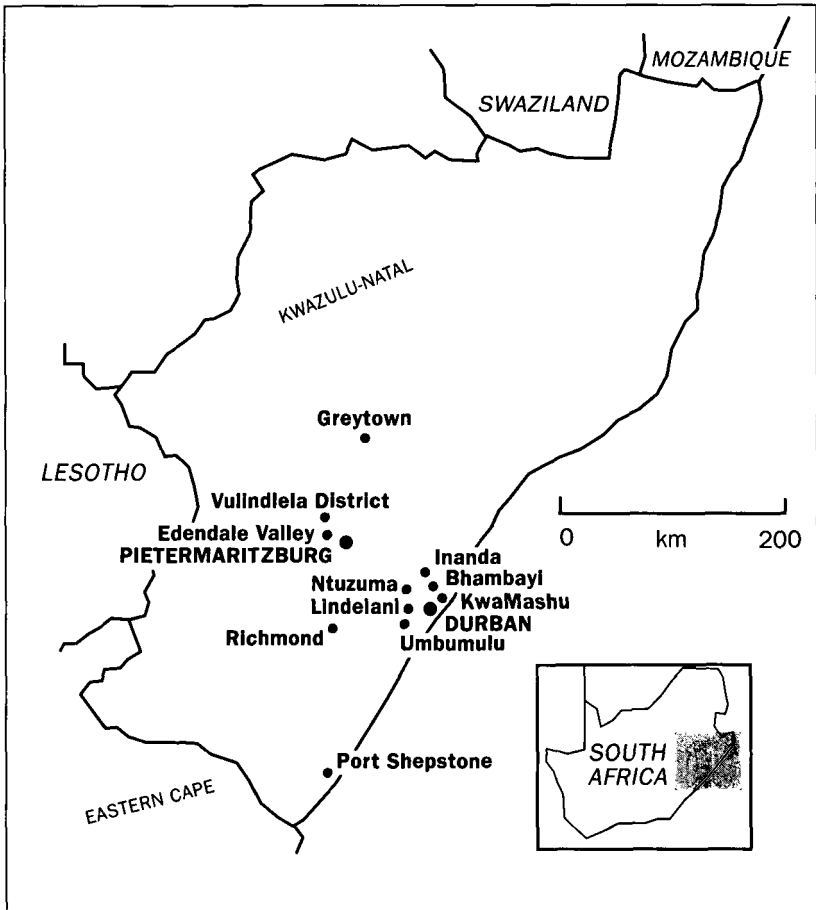 MOZAMBIQUE
SWAZILAND
KWAZULU-NATAL
Greytown
LESOTHO
Vulindlela District
Edendale Valley
PIETERMARITZBURG
0 km 200
Inanda
Bhambayi
Ntuzuma
KwaMashu
Lindelani
DURBAN
Richmond
Umbumulu
Port Shepstone
SOUTH
AFRICA
EASTERN CAPE